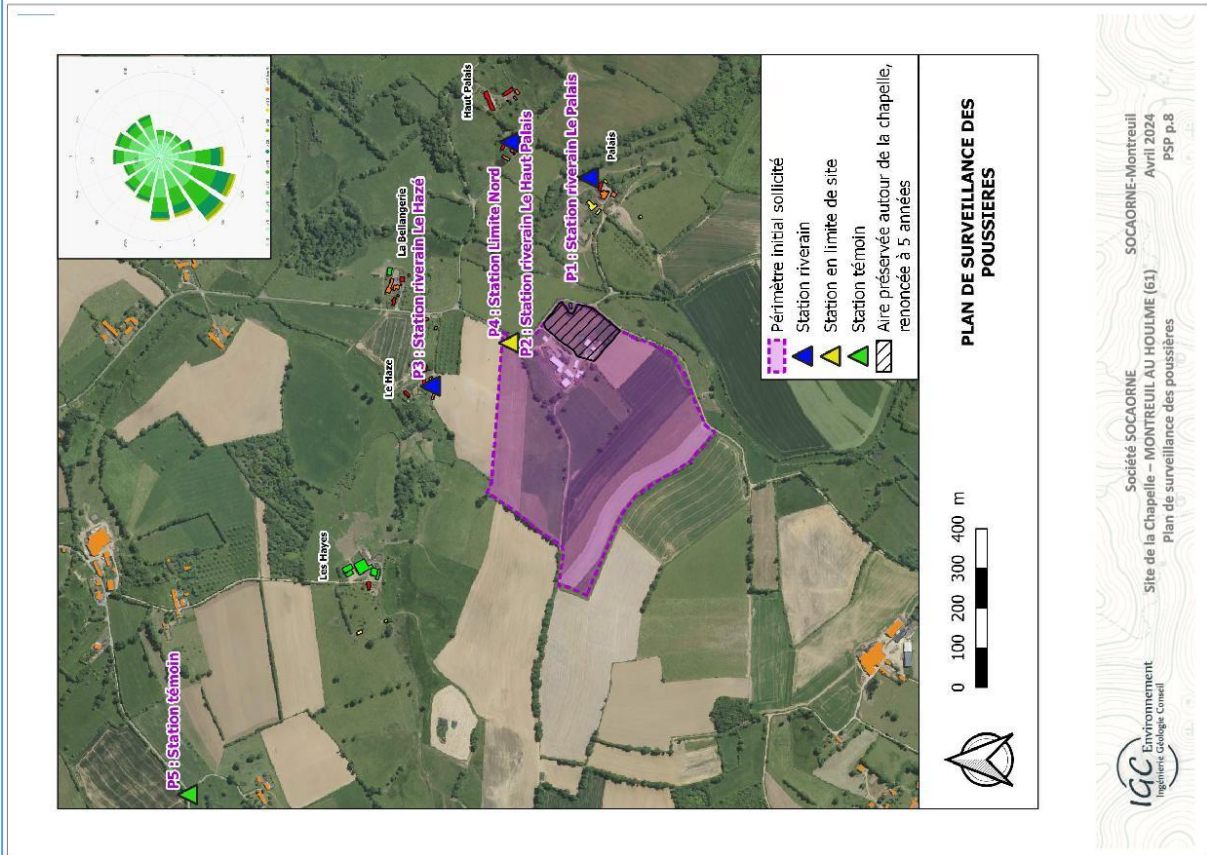 P5 : Station témoin
Les Hayes
Le Hazé
La Bellangerie
P3 : Station riverain Le Hazé
Haut Palais
P4 : Station Limite Nord
P2 : Station riverein Le Haut Palais
P1 : Station riverein Le Palais
Palais
Périmètre initial sollicité
Station riverain
Station en limite de site
Station témoin
Aire préservée autour de la chapelle,
renoncée à 5 années
0 100 200 300 400 m
PLAN DE SURVEILLANCE DES
POUSSIERES
IGC Environnement
Ingénierie Géologie Conseil
Société SOCAORNE
Site de la Chapelle – MONTREUIL AU HOULME (61)
Plan de surveillance des poussières
SOCAORNE-Montreuil
Avril 2024
PSP p.8